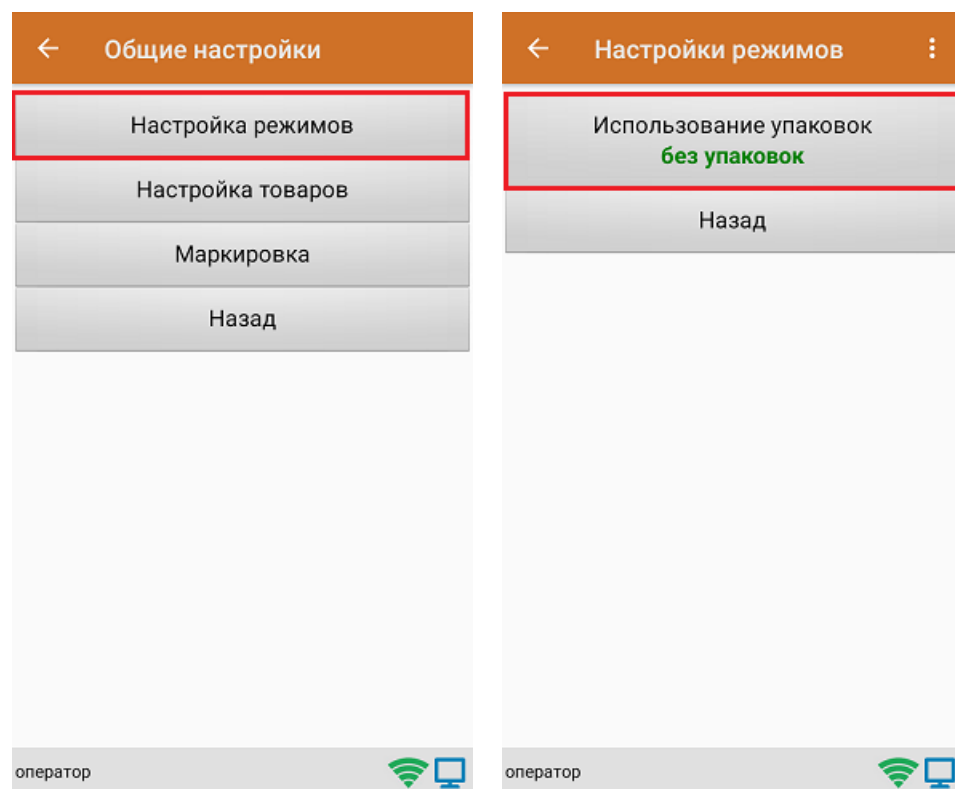 Общие настройки
Настройка режимов
Настройка товаров
Маркировка
Назад
оператор
Настройки режимов
Использование упаковок
без упаковок
Назад
оператор